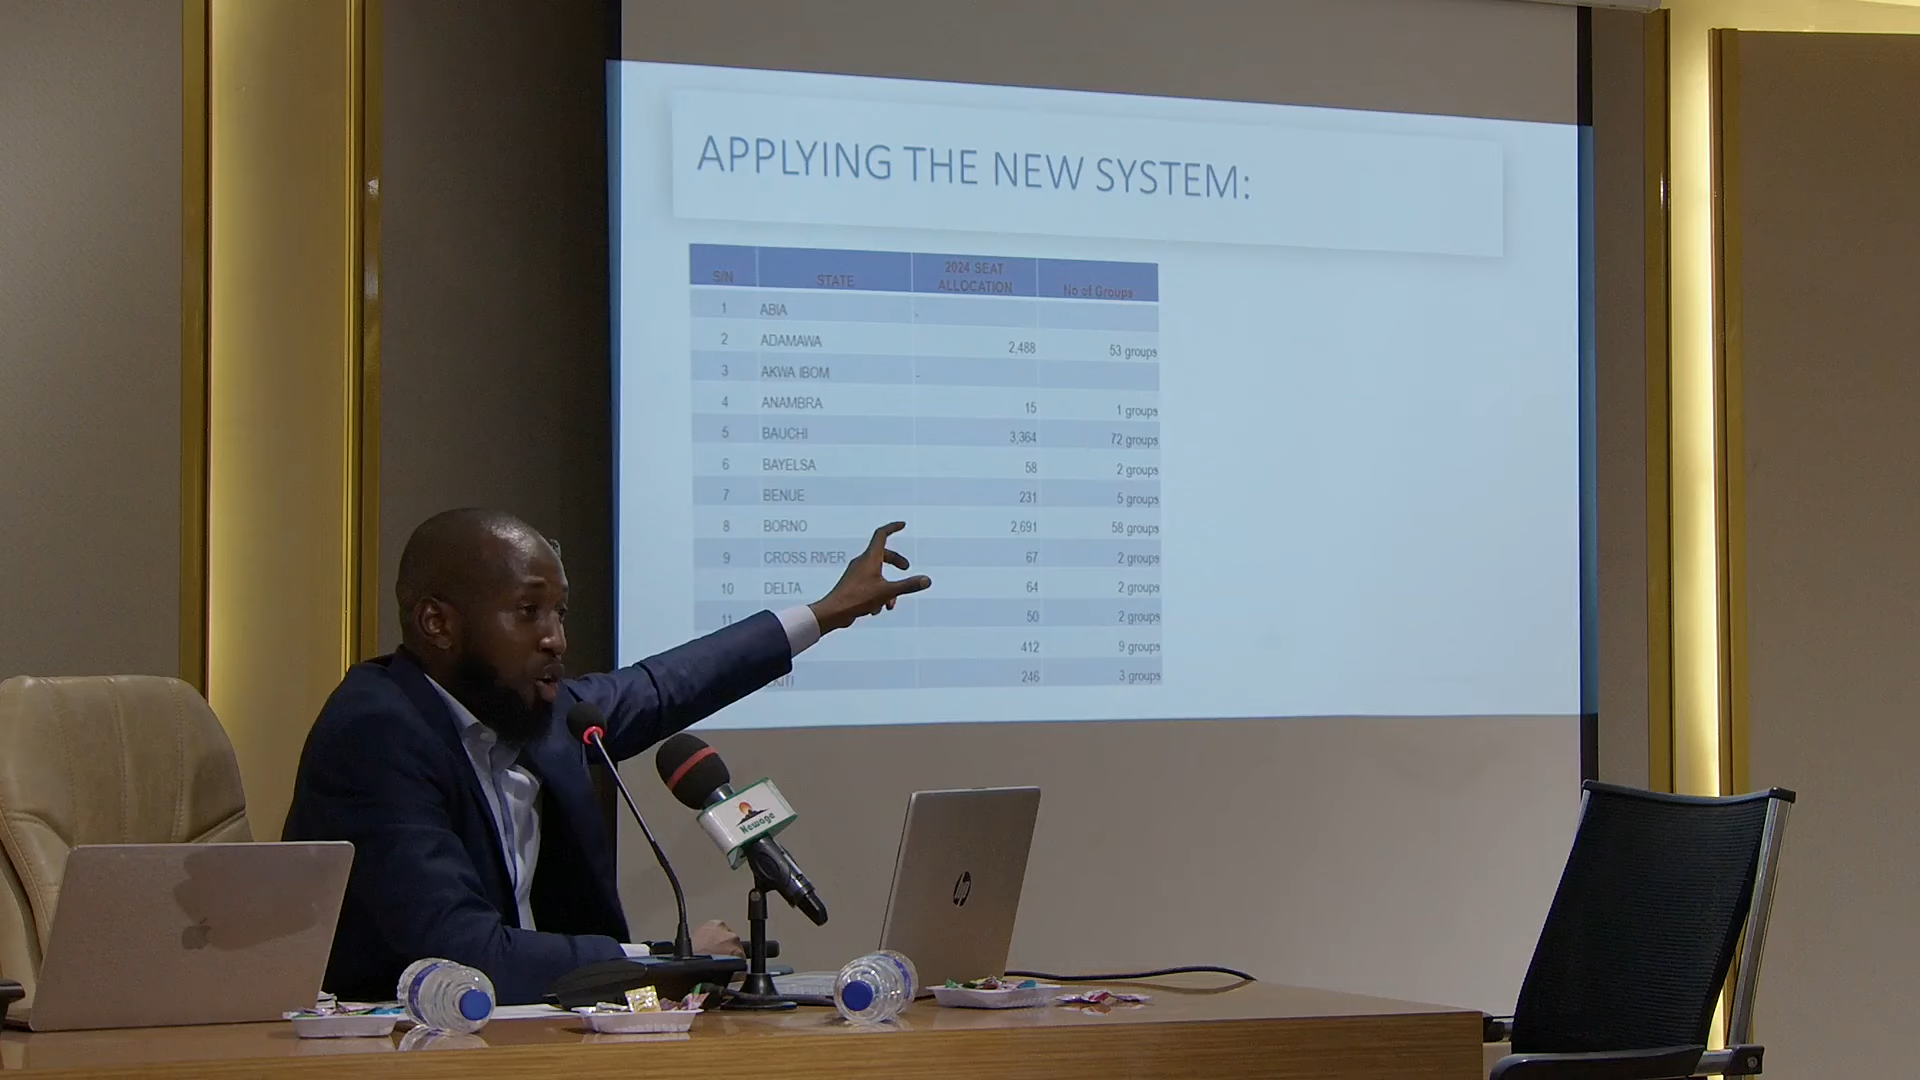 APPLYING THE NEW SYSTEM:
S/N STATE 2024 SEAT ALLOCATION No of Groups
1 ABIA -
2 ADAMAWA 2,488 53 groups
3 AKWA IBOM -
4 ANAMBRA 15 1 groups
5 BAUCHI 3,364 72 groups
6 BAYELSA 58 2 groups
7 BENUE 231 5 groups
8 BORNO 2,691 58 groups
9 CROSS RIVER 67 2 groups
10 DELTA 64 2 groups
11 50 2 groups
412 9 groups
EKITI 246 3 groups
Newage
hp